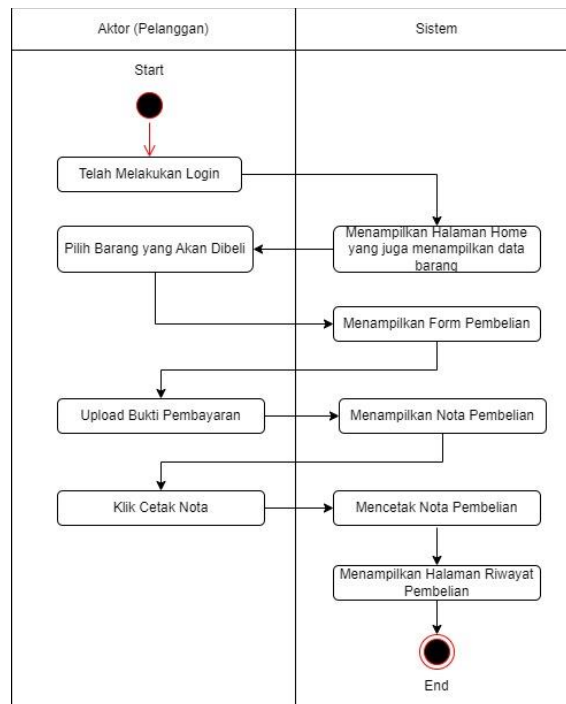 Aktor (Pelanggan)
Sistem
Start
Telah Melakukan Login
Menampilkan Halaman Home
yang juga menampilkan data
barang
Pilih Barang yang Akan Dibeli
Menampilkan Form Pembelian
Upload Bukti Pembayaran
Menampilkan Nota Pembelian
Klik Cetak Nota
Mencetak Nota Pembelian
Menampilkan Halaman Riwayat
Pembelian
End